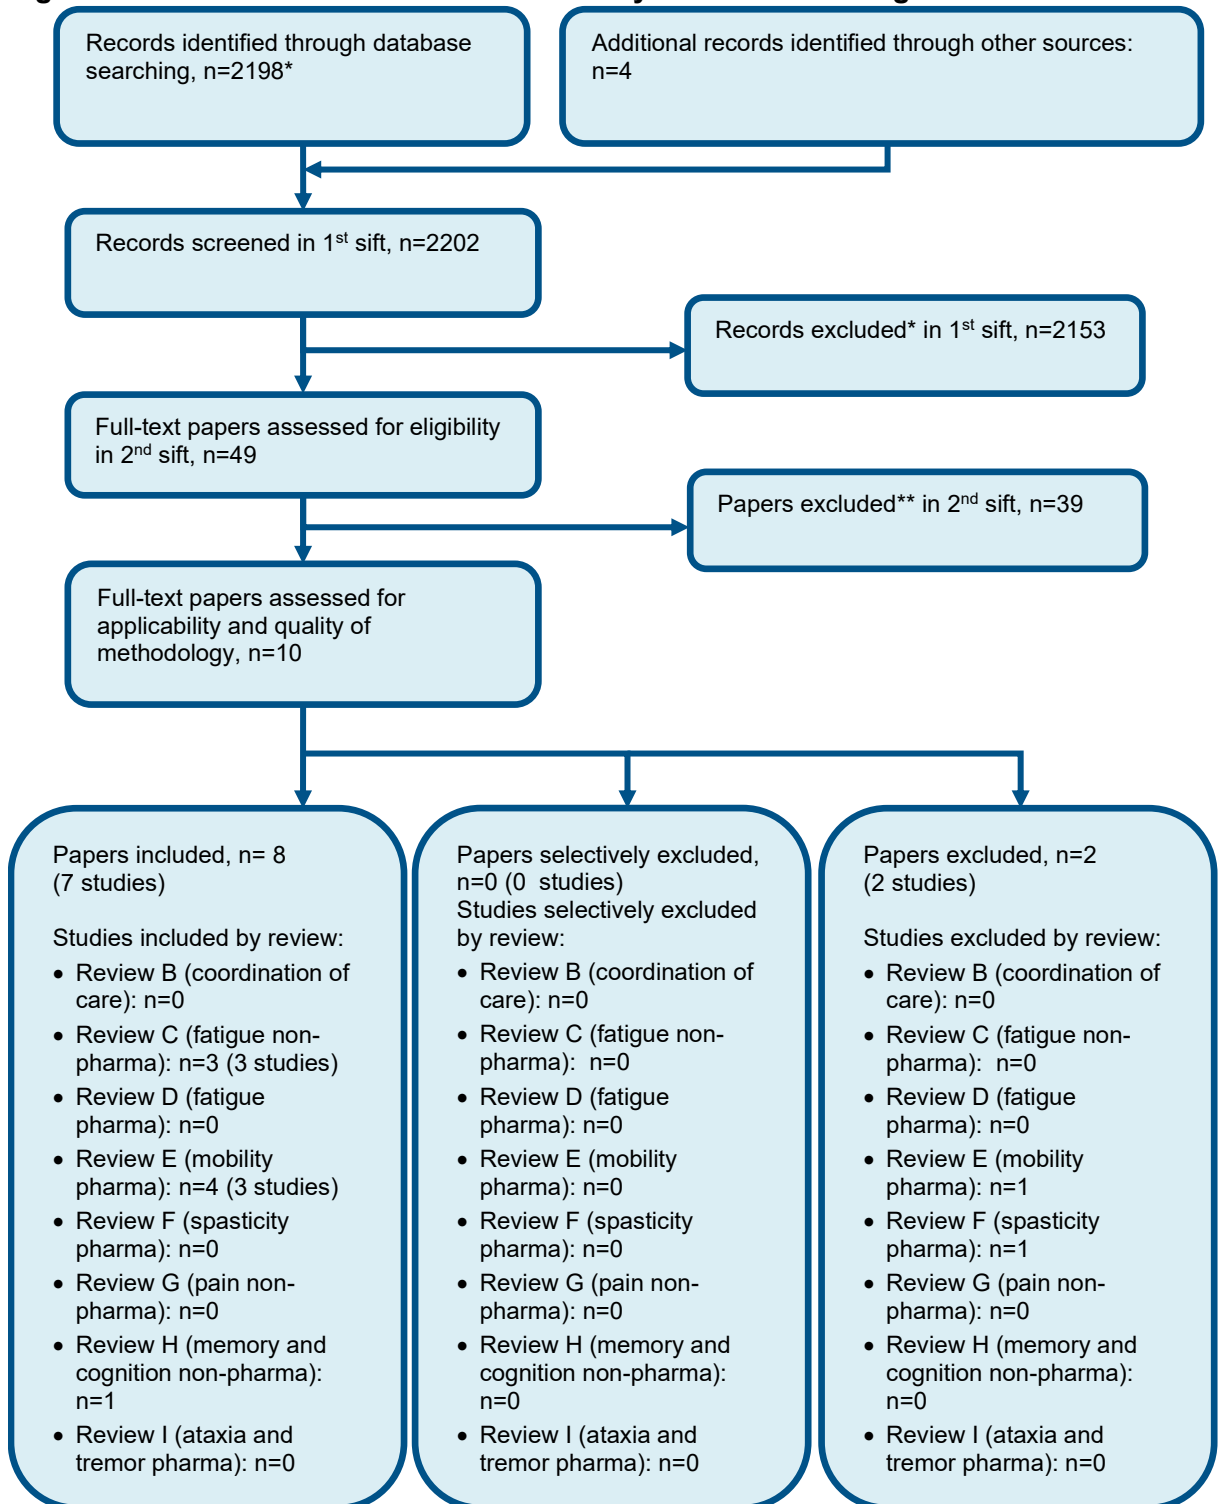 Records identified through database
searching, n=2198*
Additional records identified through other sources:
n=4
Records screened in 1st sift, n=2202
Records excluded* in 1st sift, n=2153
Full-text papers assessed for eligibility
in 2nd sift, n=49
Papers excluded** in 2nd sift, n=39
Full-text papers assessed for
applicability and quality of
methodology, n=10
Papers included, n= 8
(7 studies)
Studies included by review:
• Review B (coordination of
care): n=0
• Review C (fatigue non-
pharma): n=3 (3 studies)
• Review D (fatigue
pharma): n=0
• Review E (mobility
pharma): n=4 (3 studies)
• Review F (spasticity
pharma): n=0
• Review G (pain non-
pharma): n=0
• Review H (memory and
cognition non-pharma):
n=1
• Review I (ataxia and
tremor pharma): n=0
Papers selectively excluded,
n=0 (0  studies)
Studies selectively excluded
by review:
• Review B (coordination of
care): n=0
• Review C (fatigue non-
pharma):  n=0
• Review D (fatigue
pharma): n=0
• Review E (mobility
pharma): n=0
• Review F (spasticity
pharma): n=0
• Review G (pain non-
pharma): n=0
• Review H (memory and
cognition non-pharma):
n=0
• Review I (ataxia and
tremor pharma): n=0
Papers excluded, n=2
(2 studies)
Studies excluded by review:
• Review B (coordination of
care): n=0
• Review C (fatigue non-
pharma):  n=0
• Review D (fatigue
pharma): n=0
• Review E (mobility
pharma): n=1
• Review F (spasticity
pharma): n=1
• Review G (pain non-
pharma): n=0
• Review H (memory and
cognition non-pharma):
n=0
• Review I (ataxia and
tremor pharma): n=0